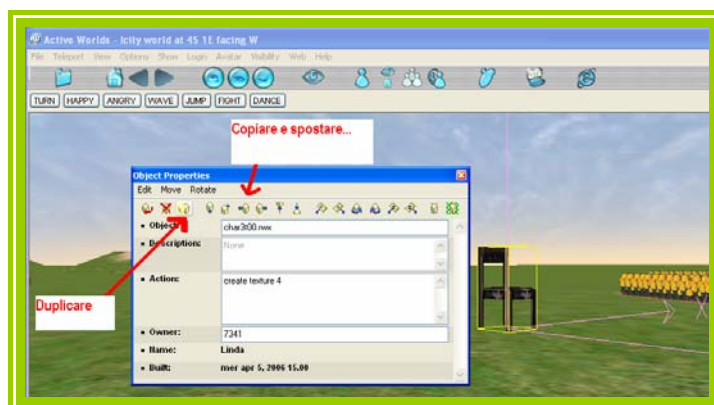 Active Worlds - Icity world at 4S 1E facing W
File Teleport View Options Show Login Avatar Visibility Web Help
TURN HAPPY ANGRY WAVE JUMP FIGHT DANCE
Copiare e spostare...
Object Properties
Edit Move Rotate
Object:
Description: None
Action: create texture 4
Duplicare
Owner: 7341
Name: Linda
Built: mer apr 5, 2006 15.00